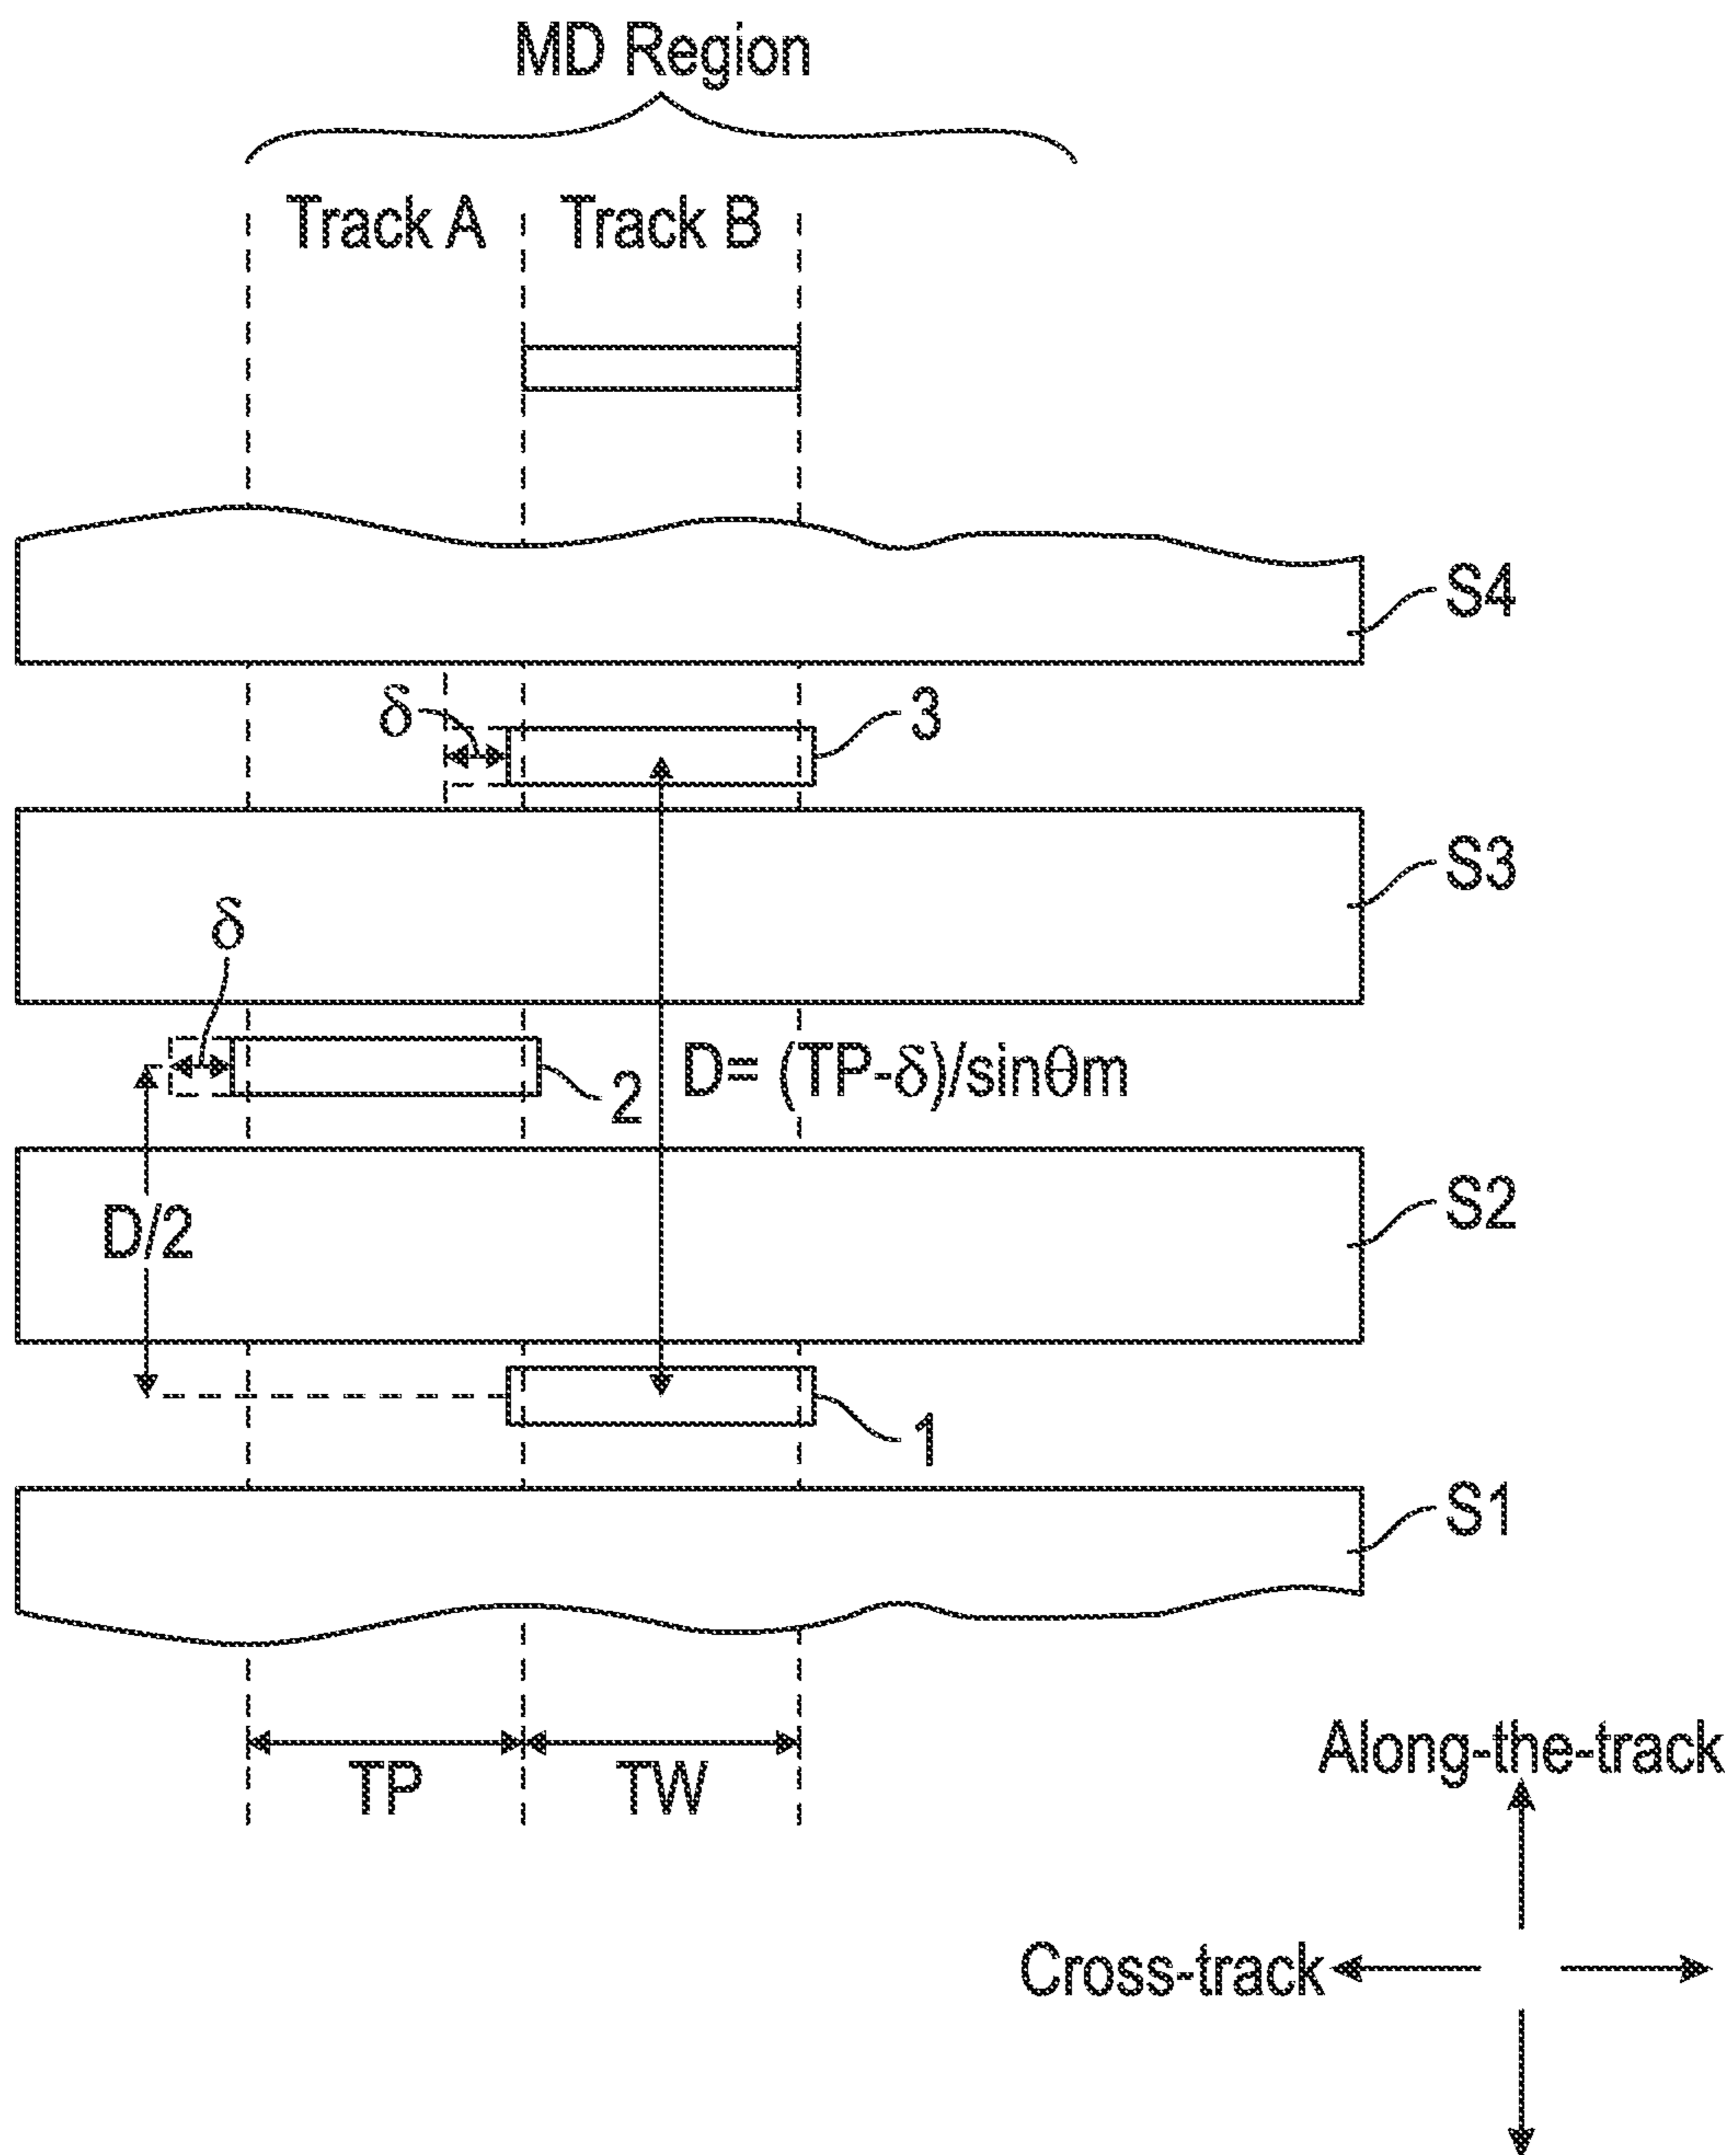 MD Region
Track A Track B
S4
δ
3
S3
δ
D= (TP-δ)/sinθm
2
S2
D/2
1
S1
TP
TW
Along-the-track
Cross-track